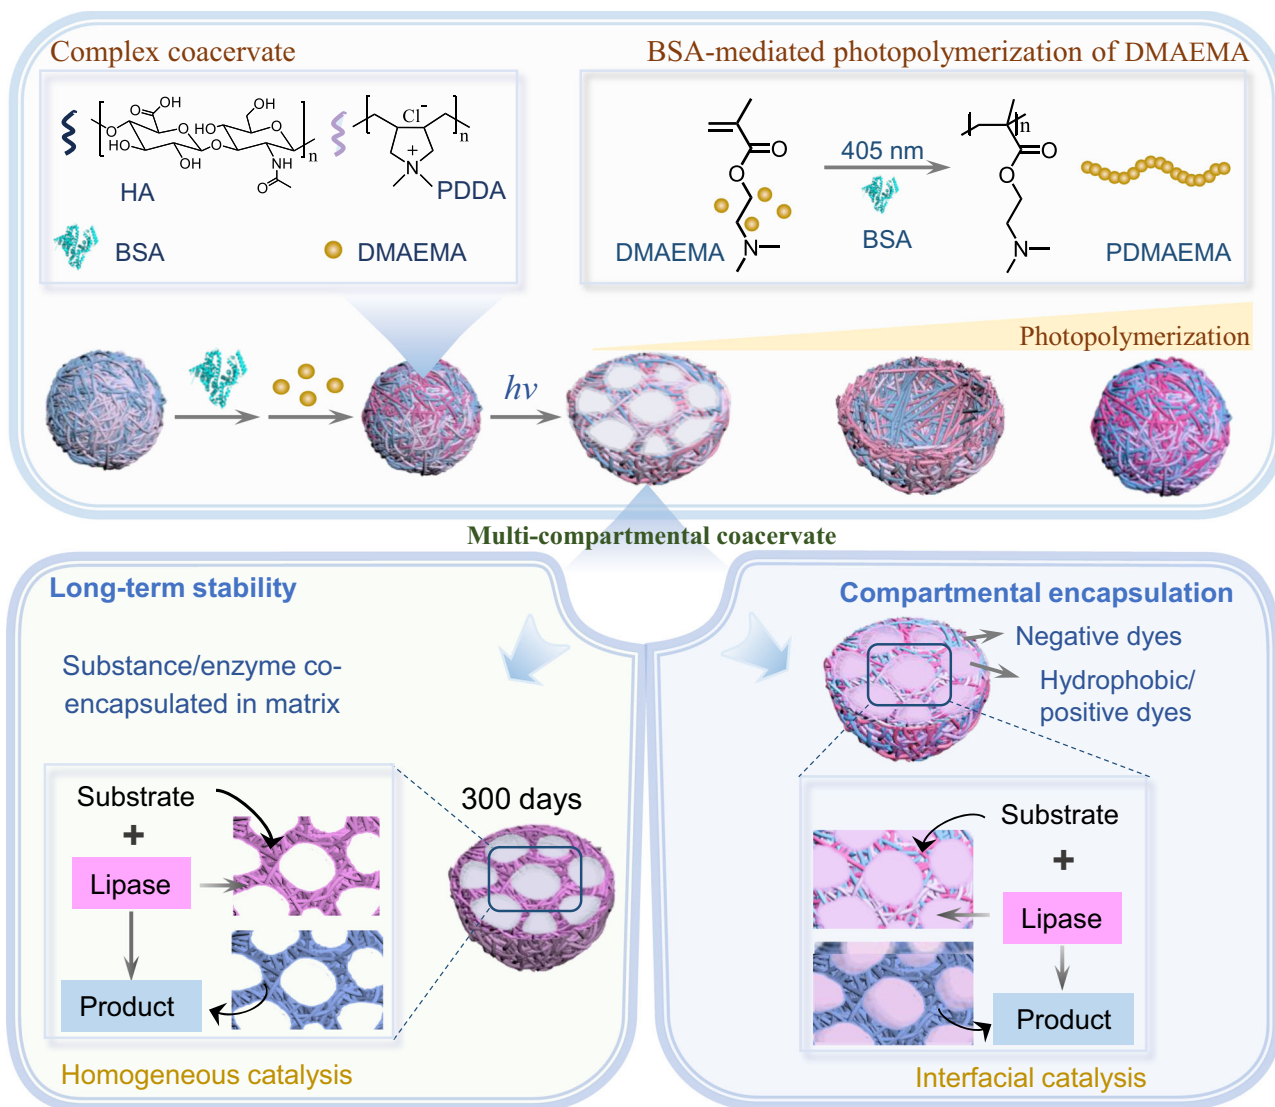 Complex coacervate
BSA-mediated photopolymerization of DMAEMA
OH
O
OH
O
O
HO
HO
O
OH
HO
O
O
NH
O
n
HA
Cl⁻
n
+
N
PDDA
BSA
DMAEMA
O
O
N
DMAEMA
405 nm
BSA
n
O
O
N
PDMAEMA
Photopolymerization
hν
Multi-compartmental coacervate
Long-term stability
Substance/enzyme co-
encapsulated in matrix
Substrate
+
Lipase
Product
300 days
Homogeneous catalysis
Compartmental encapsulation
Negative dyes
Hydrophobic/
positive dyes
Substrate
+
Lipase
Product
Interfacial catalysis